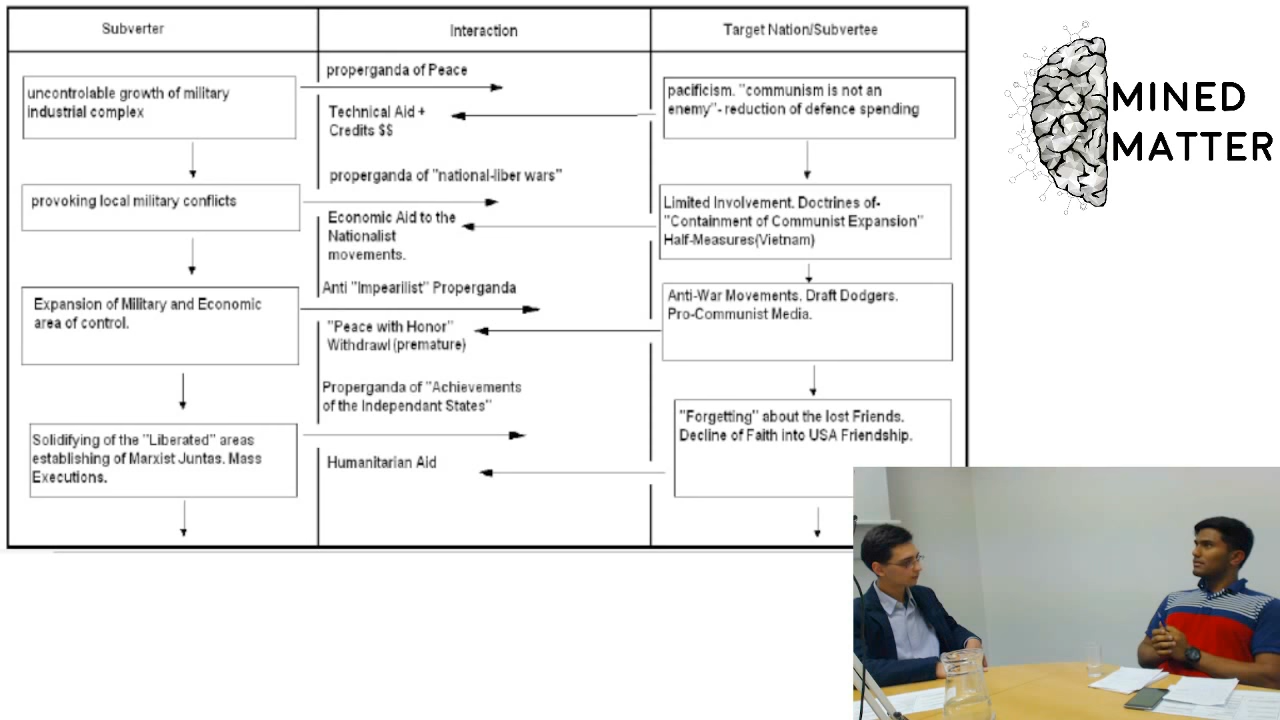 Subverter
Interaction
Target Nation/Subvertee
uncontrolable growth of military
industrial complex
properganda of Peace
Technical Aid +
Credits $$
pacificism. "communism is not an
enemy"- reduction of defence spending
provoking local military conflicts
properganda of "national-liber wars"
Economic Aid to the
Nationalist
movements.
Limited Involvement. Doctrines of-
"Containment of Communist Expansion"
Half-Measures(Vietnam)
Expansion of Military and Economic
area of control.
Anti "Impearilist" Properganda
"Peace with Honor"
Withdrawl (premature)
Anti-War Movements. Draft Dodgers.
Pro-Communist Media.
Solidifying of the "Liberated" areas
establishing of Marxist Juntas. Mass
Executions.
Properganda of "Achievements
of the Independant States"
Humanitarian Aid
"Forgetting" about the lost Friends.
Decline of Faith into USA Friendship.
MINED
MATTER